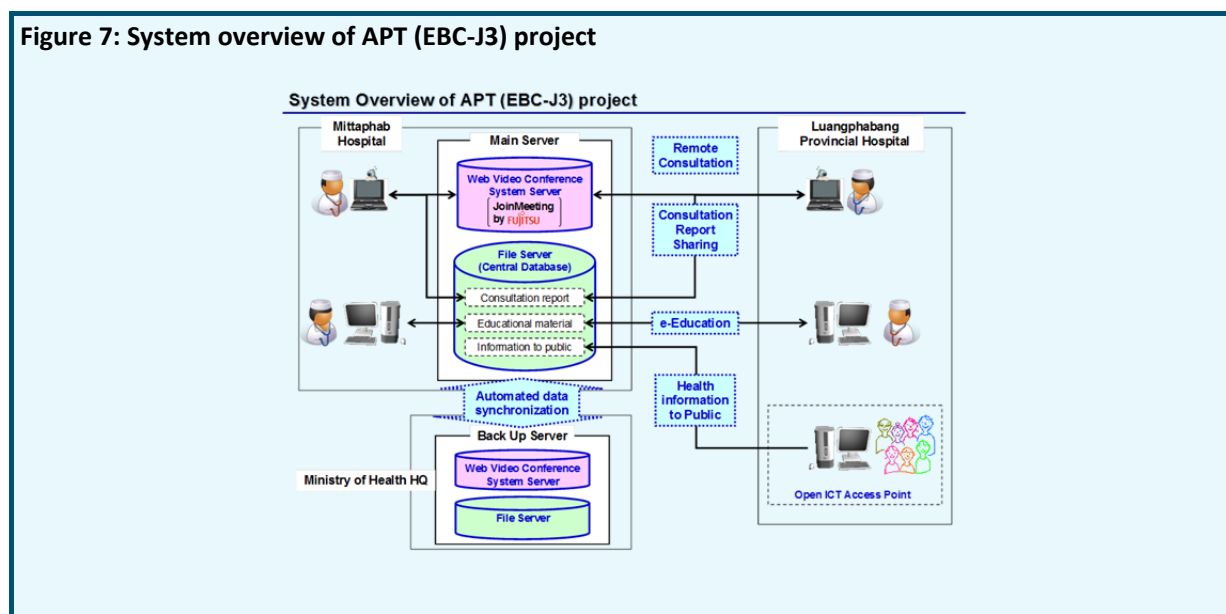 Figure 7: System overview of APT (EBC-J3) project
System Overview of APT (EBC-J3) project
Mittaphab
Hospital
Main Server
Web Video Conference
System Server
JoinMeeting
by FUJITSU
File Server
(Central Database)
Consultation report
Educational material
Information to public
Remote
Consultation
Consultation
Report
Sharing
e-Education
Health
information
to Public
Luangphabang
Provincial Hospital
Open ICT Access Point
Automated data
synchronization
Back Up Server
Web Video Conference
System Server
File Server
Ministry of Health HQ